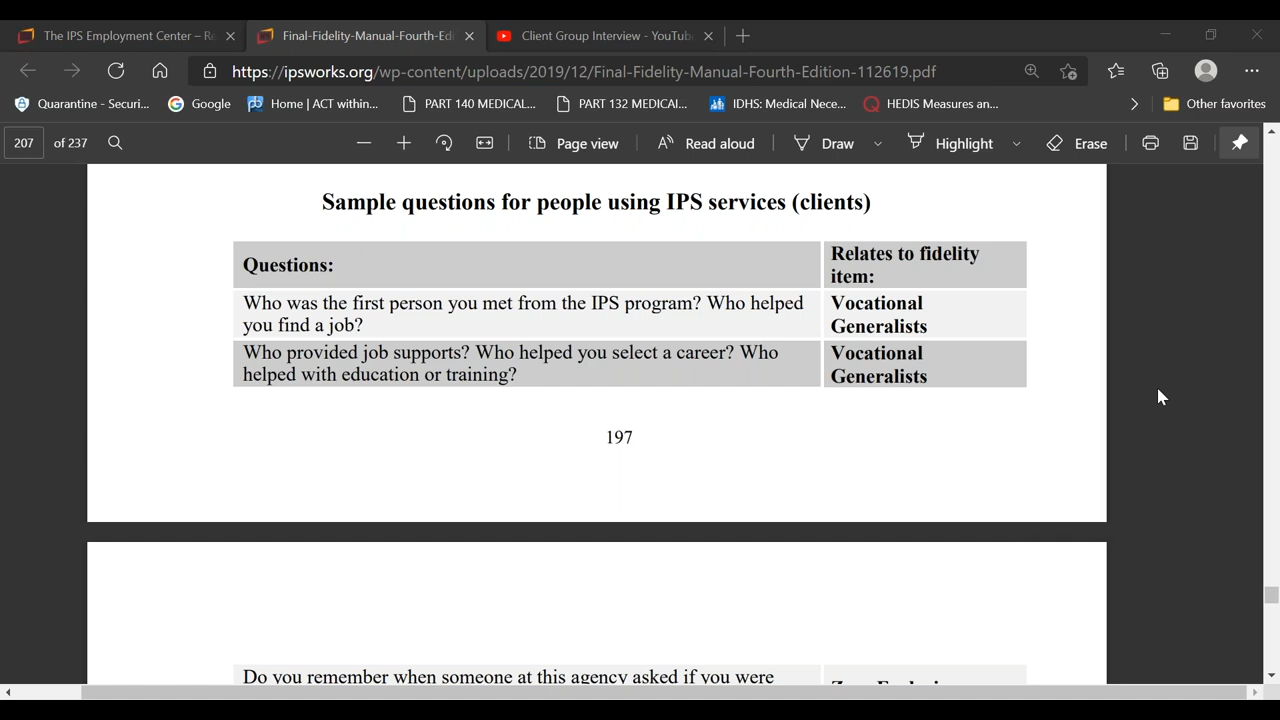 The IPS Employment Center – Re
Final-Fidelity-Manual-Fourth-Edi
Client Group Interview - YouTub
https://ipsworks.org/wp-content/uploads/2019/12/Final-Fidelity-Manual-Fourth-Edition-112619.pdf
Quarantine - Securi...
Google
Home | ACT within...
PART 140 MEDICAL...
PART 132 MEDICAI...
IDHS: Medical Nece...
HEDIS Measures an...
Other favorites
207 of 237
Page view
Read aloud
Draw
Highlight
Erase
Sample questions for people using IPS services (clients)
Questions:
Relates to fidelity
item:
Who was the first person you met from the IPS program? Who helped
you find a job?
Vocational
Generalists
Who provided job supports? Who helped you select a career? Who
helped with education or training?
Vocational
Generalists
197
Do you remember when someone at this agency asked if you were